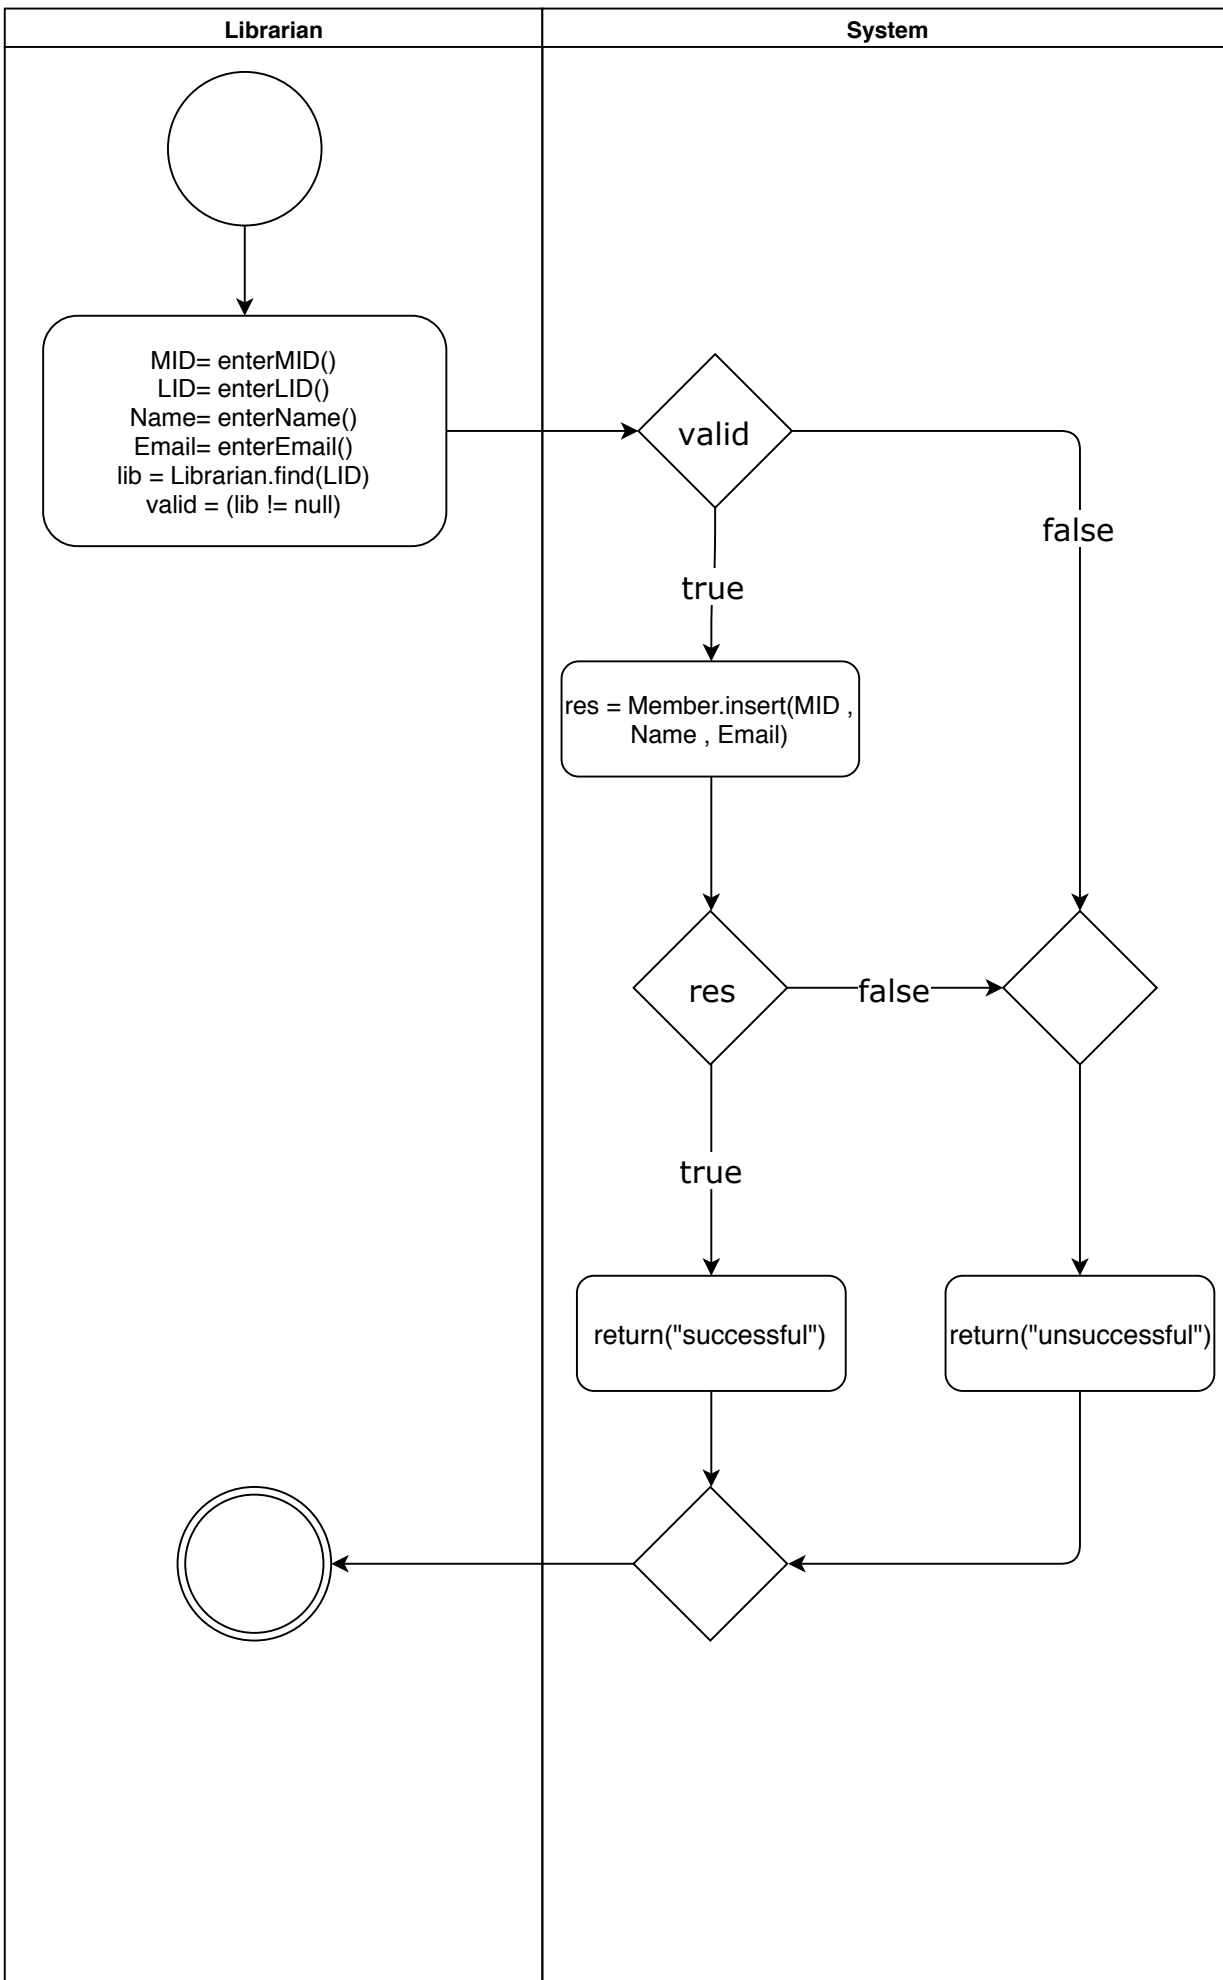 Librarian
System
MID= enterMID()
LID= enterLID()
Name= enterName()
Email= enterEmail()
lib = Librarian.find(LID)
valid = (lib != null)
valid
false
true
res = Member.insert(MID ,
Name , Email)
res
false
true
return("successful")
return("unsuccessful")